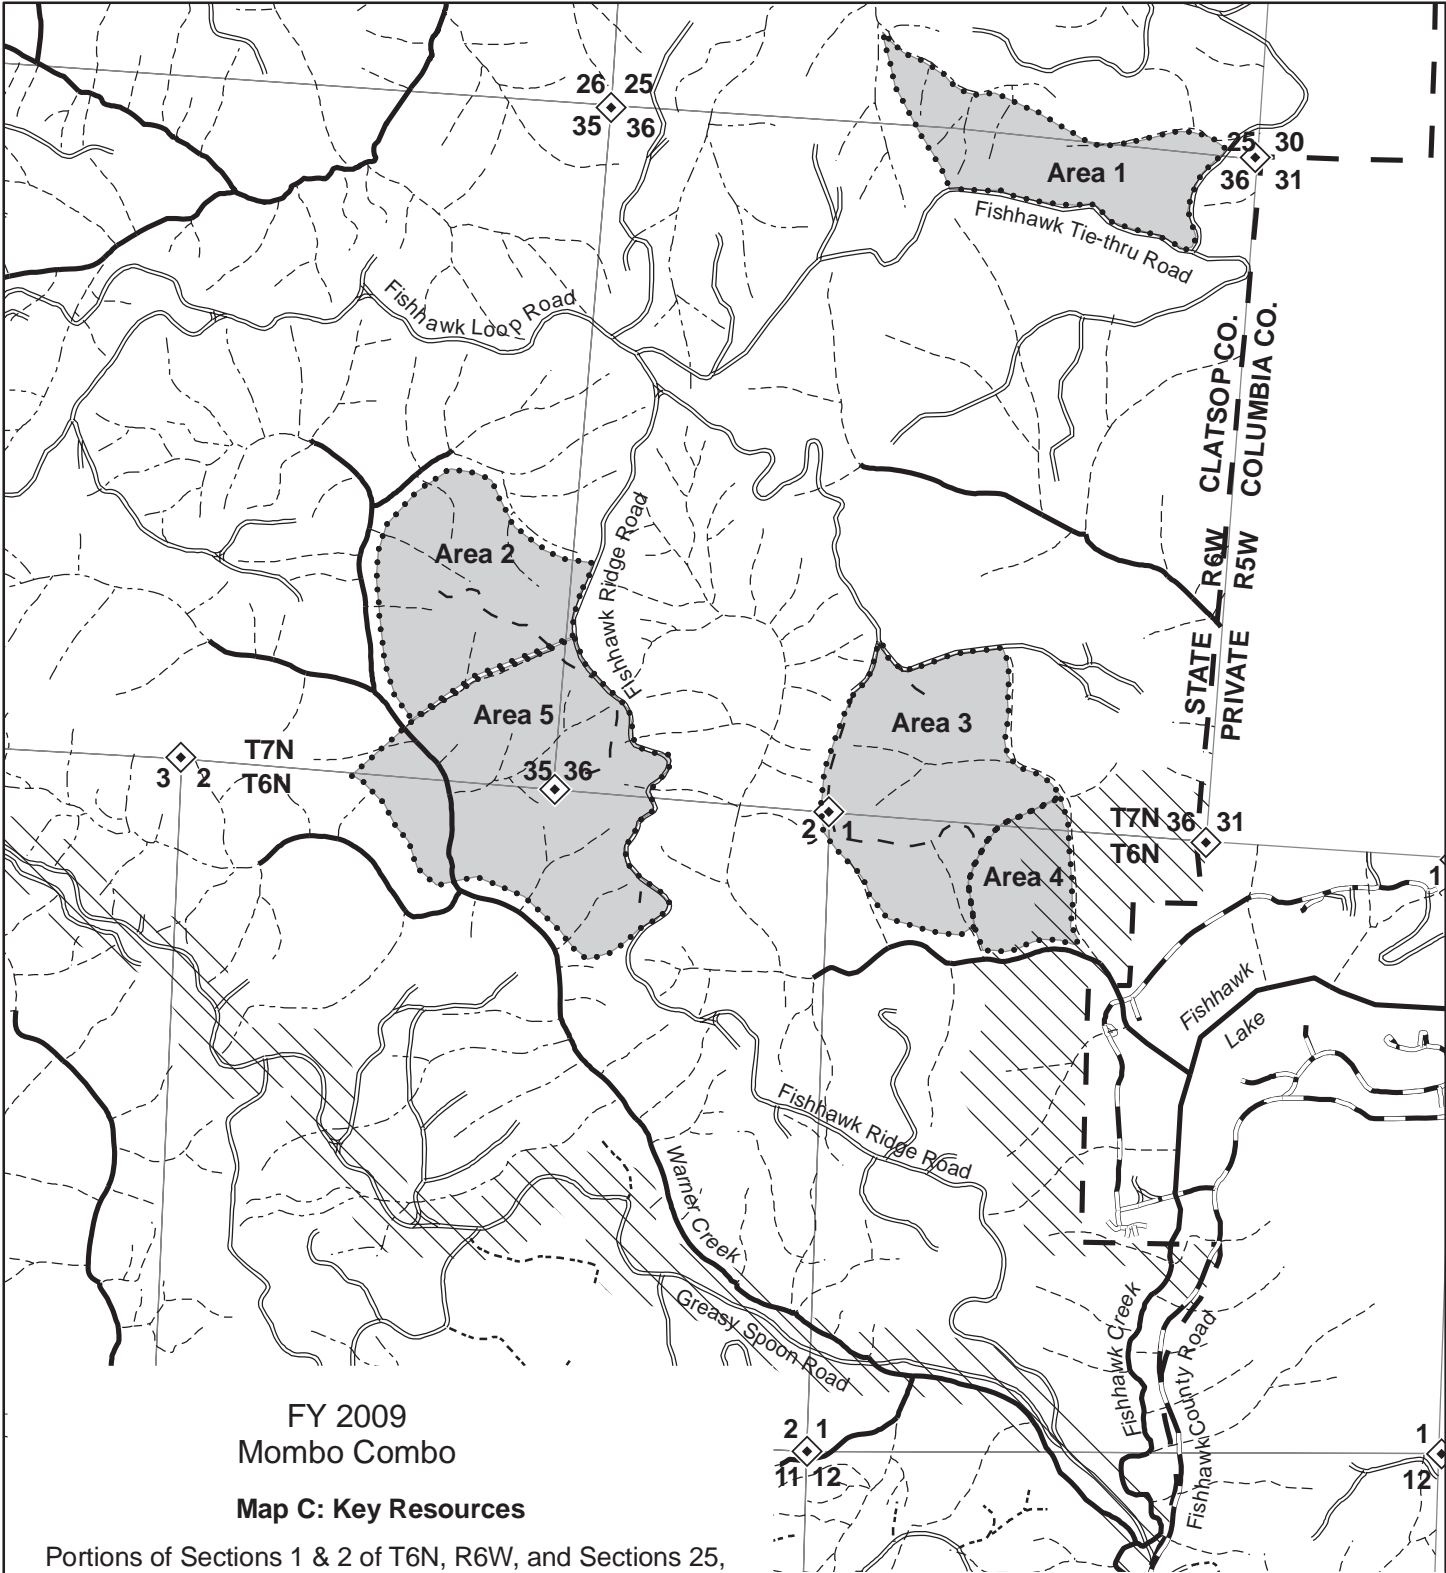 26 25
35 36
25 30
36 31
Area 1
Fishhawk Tie-thru Road
Fishhawk Loop Road
CLATSOP CO.
COLUMBIA CO.
R6W
R5W
STATE
PRIVATE
Area 2
Fishhawk Ridge Road
Area 5
Area 3
T7N
T6N
3 2
35 36
2 1
T7N 36 31
T6N
Area 4
1
Fishhawk
Lake
Fishhawk Ridge Road
Warner Creek
Greasy Spoon Road
Fishhawk Creek
Fishhawk County Road
2 1
11 12
1
12
FY 2009
Mombo Combo
Map C: Key Resources
Portions of Sections 1 & 2 of T6N, R6W, and Sections 25,